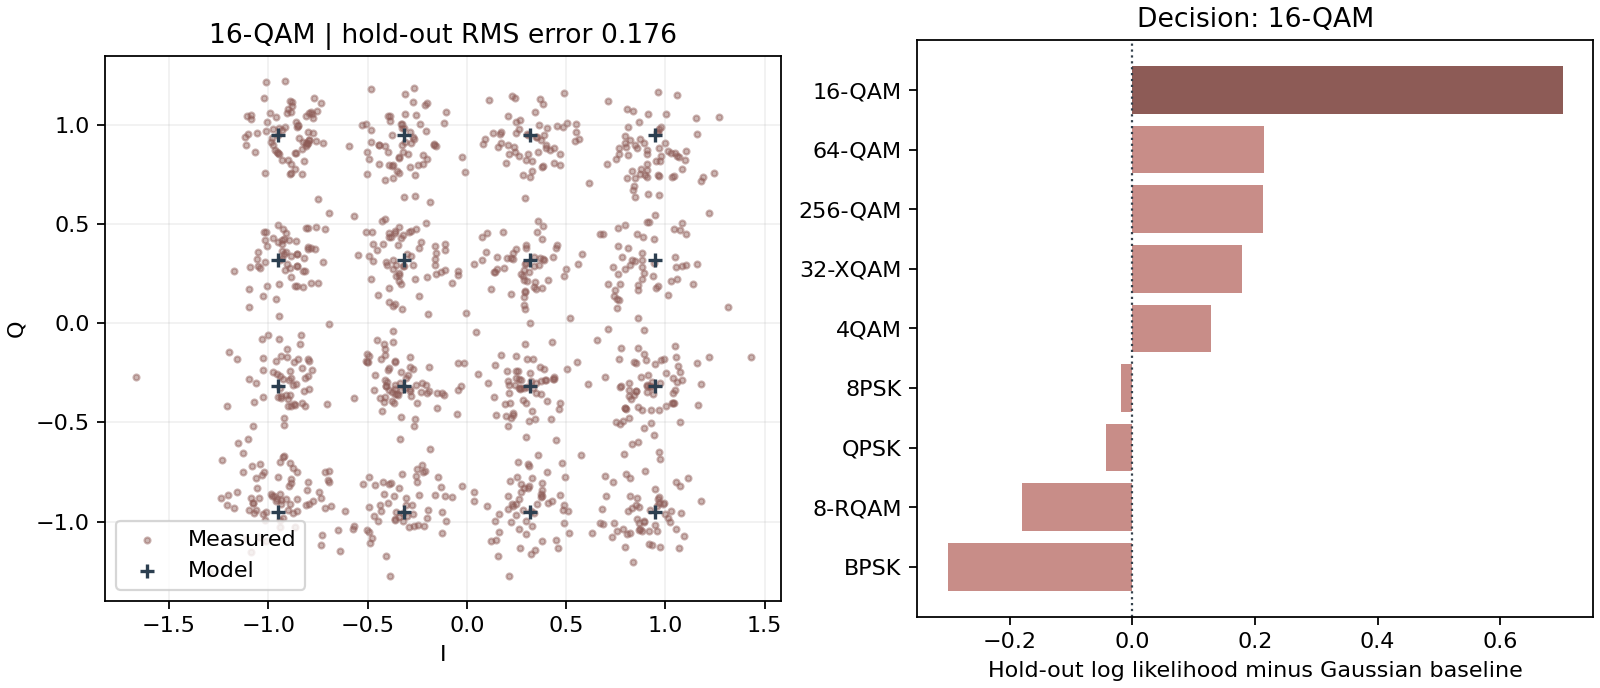 16-QAM | hold-out RMS error 0.176
Q
1.0
0.5
0.0
−0.5
−1.0
Measured
Model
−1.5
−1.0
−0.5
0.0
0.5
1.0
1.5
I
Decision: 16-QAM
16-QAM
64-QAM
256-QAM
32-XQAM
4QAM
8PSK
QPSK
8-RQAM
BPSK
−0.2
0.0
0.2
0.4
0.6
Hold-out log likelihood minus Gaussian baseline